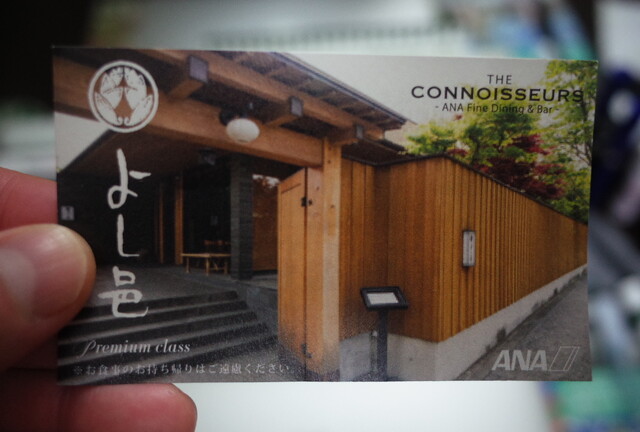 THE
CONNOISSEURS
- ANA Fine Dining & Bar -
よし邑
Premium class
※お食事のお持ち帰りはご遠慮ください。
ANA